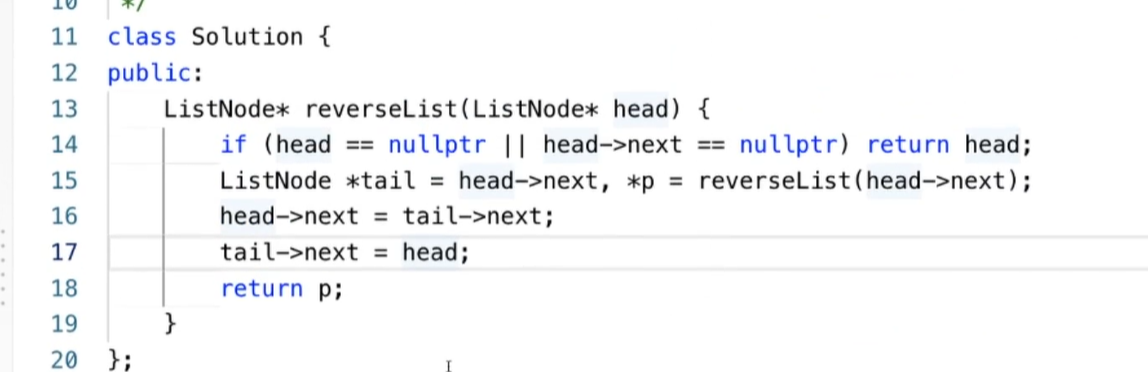 10 */
11 class Solution {
12 public:
13 ListNode* reverseList(ListNode* head) {
14 if (head == nullptr || head->next == nullptr) return head;
15 ListNode *tail = head->next, *p = reverseList(head->next);
16 head->next = tail->next;
17 tail->next = head;
18 return p;
19 }
20 };